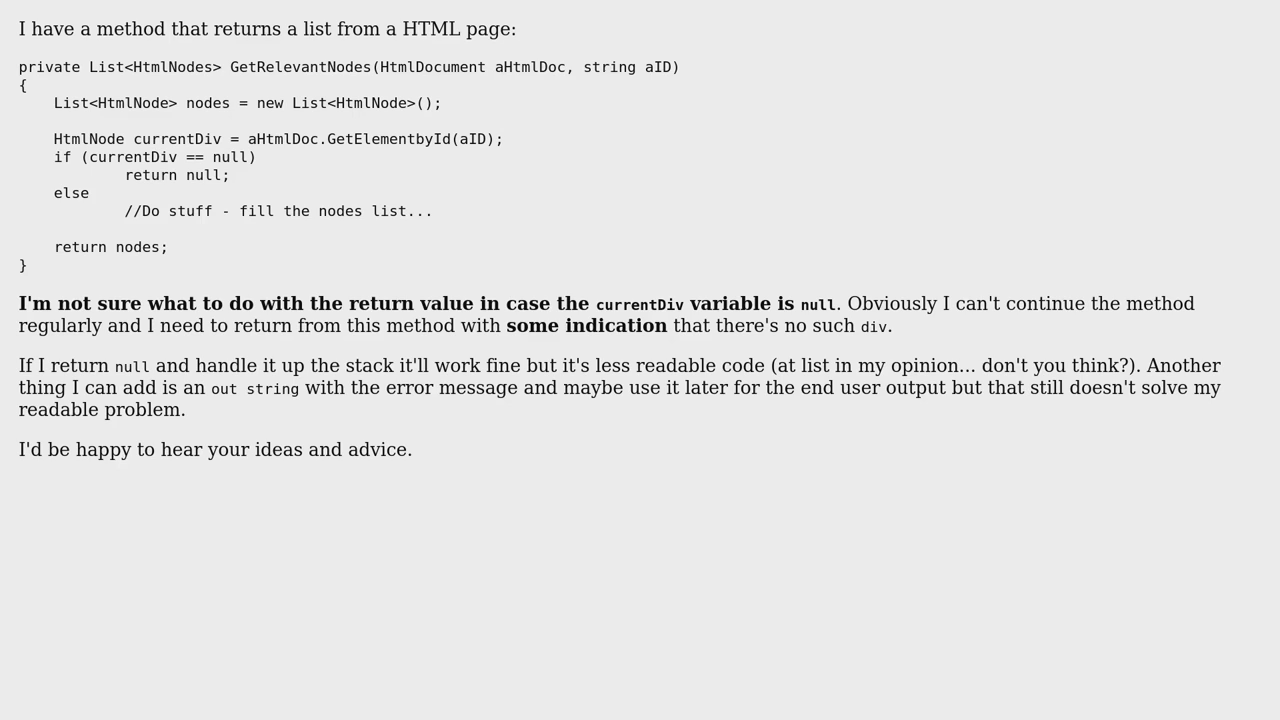 I have a method that returns a list from a HTML page:
private List<HtmlNodes> GetRelevantNodes(HtmlDocument aHtmlDoc, string aID)
{
    List<HtmlNode> nodes = new List<HtmlNode>();
    HtmlNode currentDiv = aHtmlDoc.GetElementbyId(aID);
    if (currentDiv == null)
            return null;
    else
            //Do stuff - fill the nodes list...
    return nodes;
}
I'm not sure what to do with the return value in case the currentDiv variable is null. Obviously I can't continue the method
regularly and I need to return from this method with some indication that there's no such div.
If I return null and handle it up the stack it'll work fine but it's less readable code (at list in my opinion... don't you think?). Another
thing I can add is an out string with the error message and maybe use it later for the end user output but that still doesn't solve my
readable problem.
I'd be happy to hear your ideas and advice.